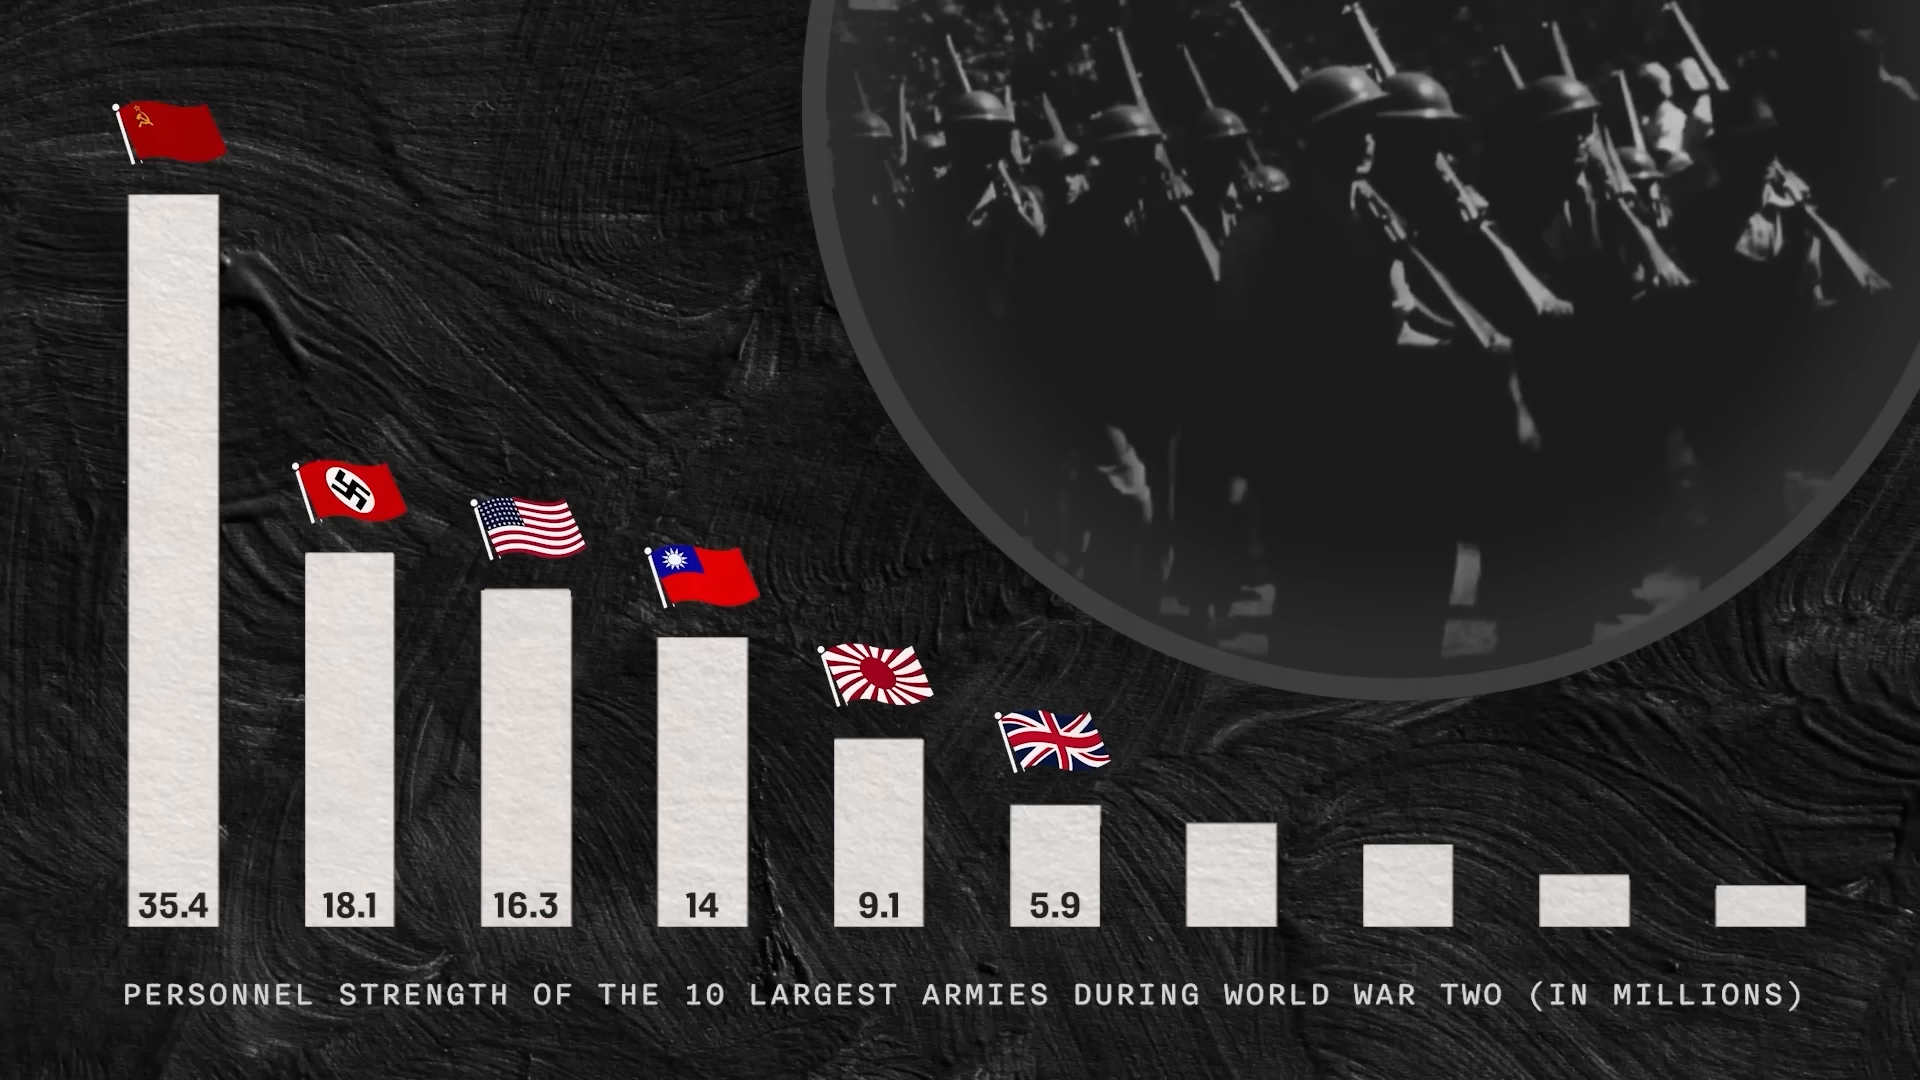 35.4 18.1 16.3 14 9.1 5.9
PERSONNEL STRENGTH OF THE 10 LARGEST ARMIES DURING WORLD WAR TWO (IN MILLIONS)